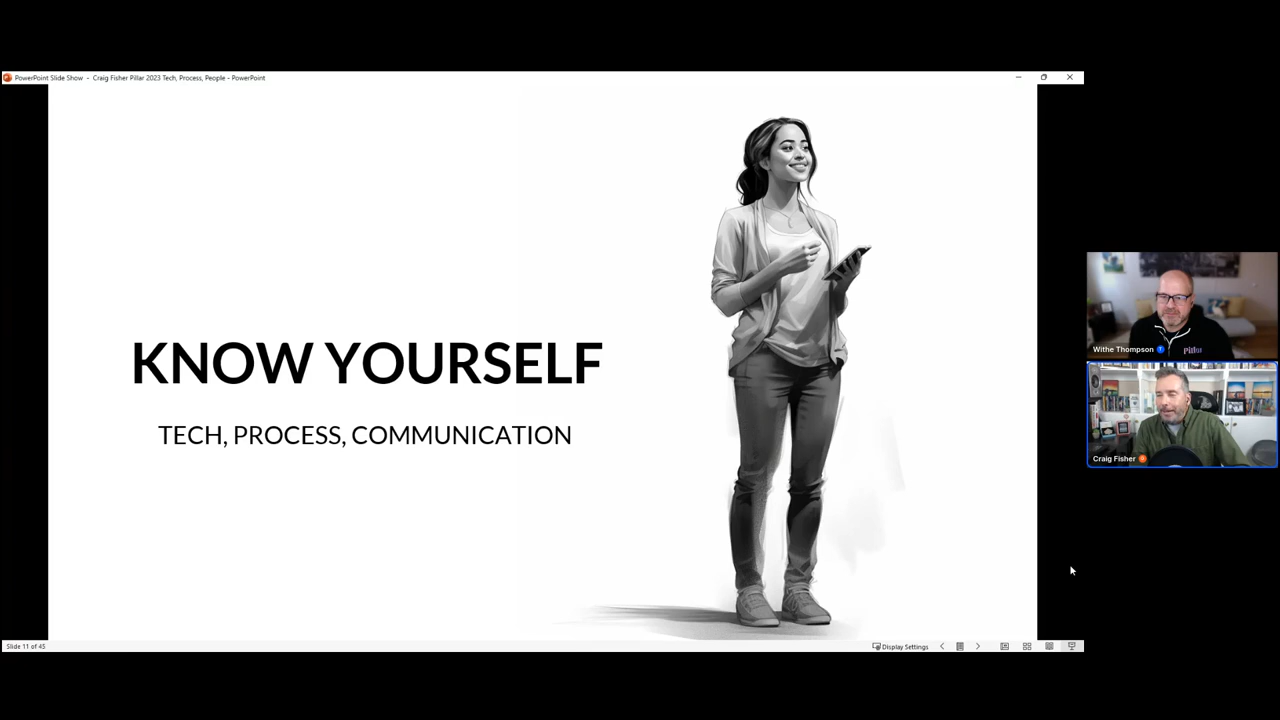 PowerPoint Slide Show - Craig Fisher Pillar 2023 Tech, Process, People - PowerPoint
KNOW YOURSELF
TECH, PROCESS, COMMUNICATION
Withe Thompson
Pillar
Craig Fisher
Slide 11 of 45
Display Settings